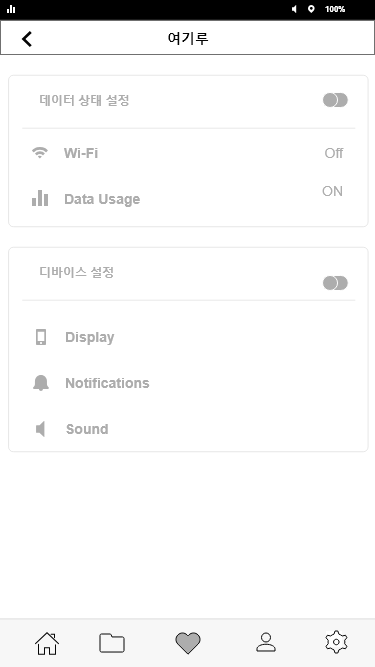 100%
여기루
데이터 상태 설정
Wi-Fi Off
Data Usage ON
디바이스 설정
Display
Notifications
Sound